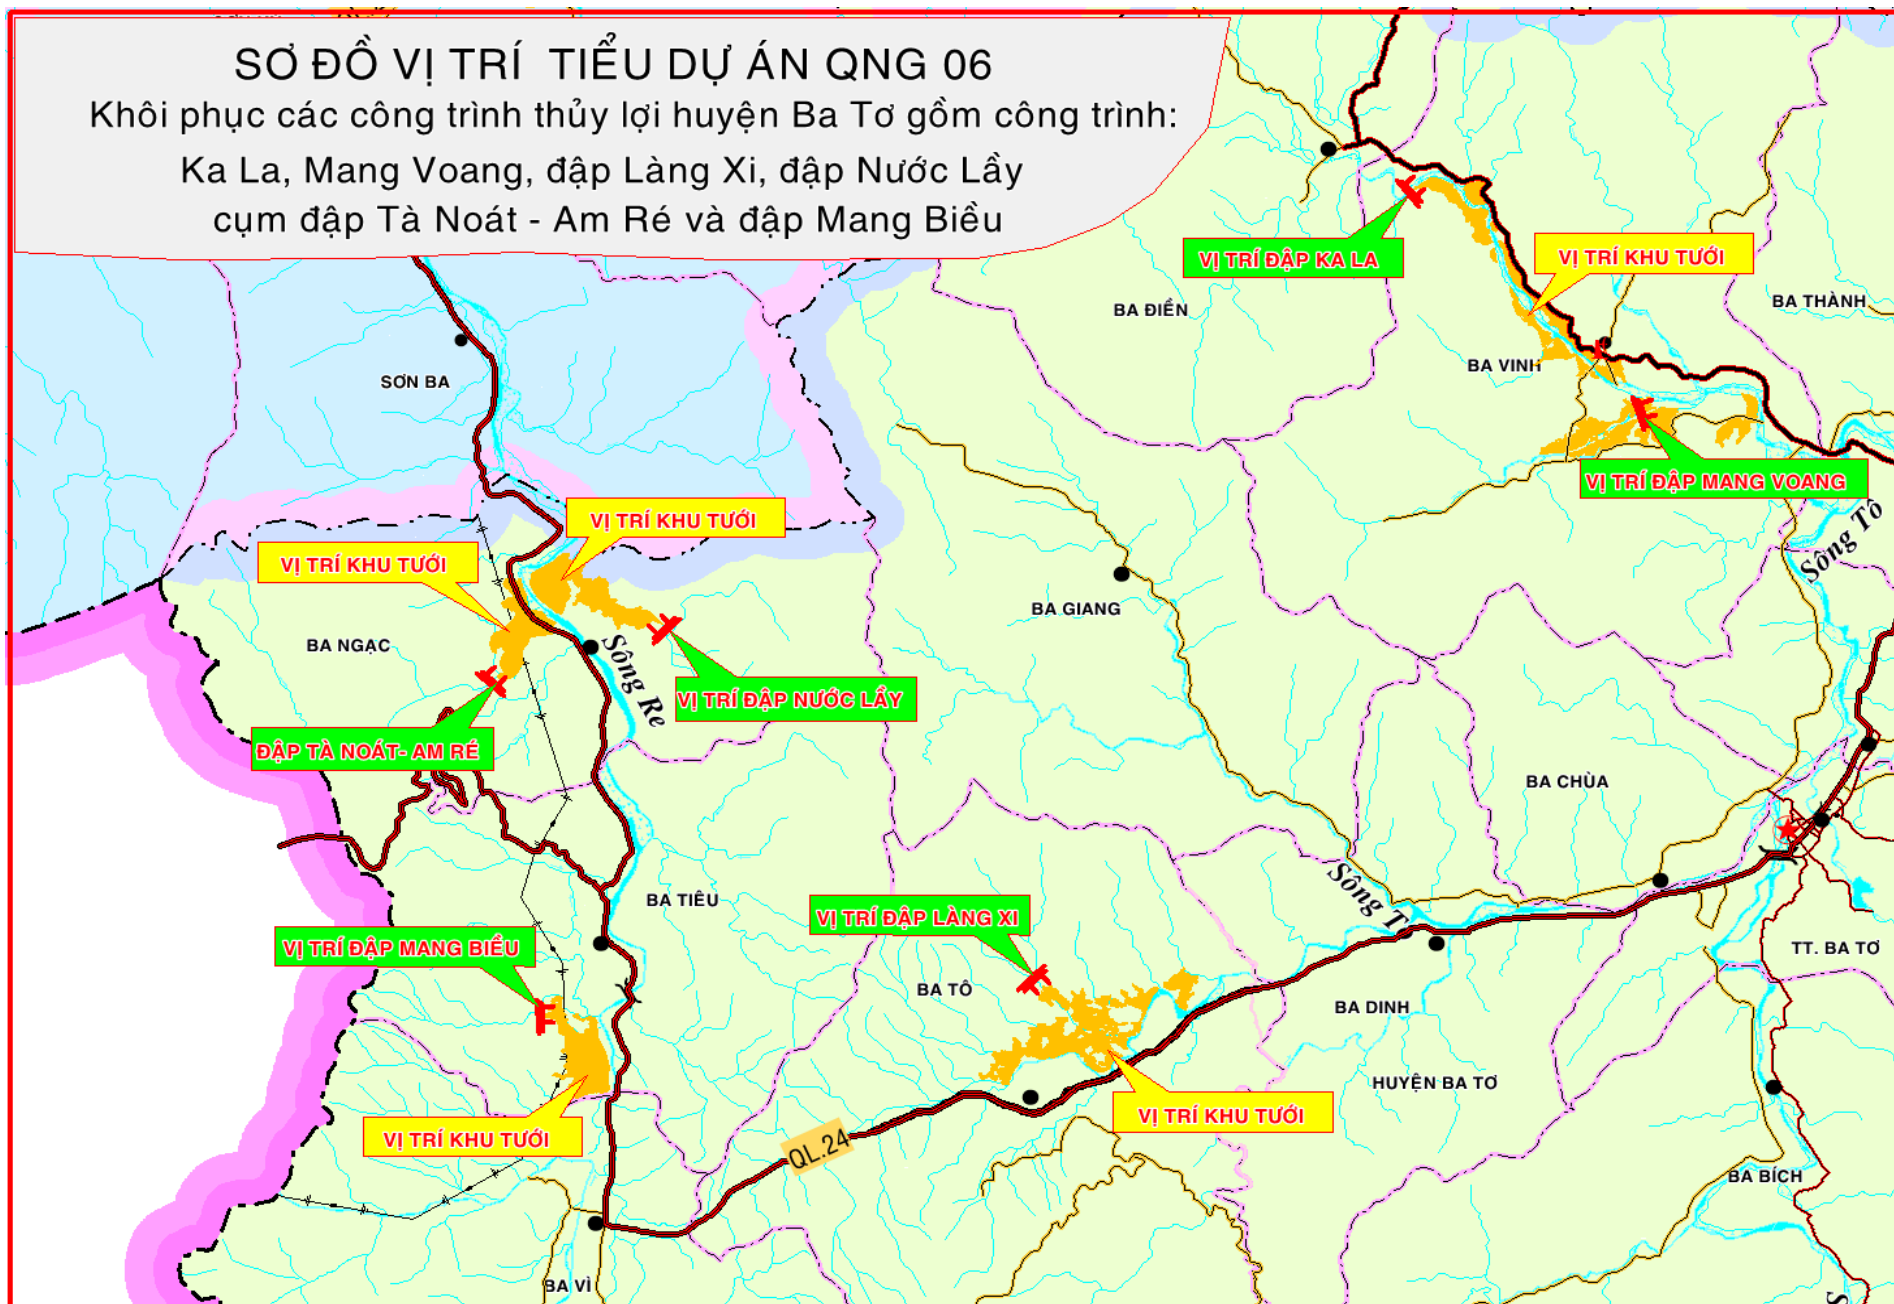 SƠ ĐỒ VỊ TRÍ TIỂU DỰ ÁN QNG 06
Khôi phục các công trình thủy lợi huyện Ba Tơ gồm công trình:
Ka La, Mang Voang, đập Làng Xi, đập Nước Lầy
cụm đập Tà Noát - Am Ré và đập Mang Biều
VỊ TRÍ ĐẬP KA LA
VỊ TRÍ KHU TƯỚI
BA ĐIỀN
BA THÀNH
BA VINH
SƠN BA
VỊ TRÍ ĐẬP MANG VOANG
VỊ TRÍ KHU TƯỚI
Sông Tô
VỊ TRÍ KHU TƯỚI
BA GIANG
BA NGẠC
Sông Re
VỊ TRÍ ĐẬP NƯỚC LẦY
ĐẬP TÀ NOÁT- AM RÉ
BA CHÙA
BA TIÊU
Sông T
VỊ TRÍ ĐẬP LÀNG XI
VỊ TRÍ ĐẬP MANG BIỀU
TT. BA TƠ
BA TÔ
BA DINH
HUYỆN BA TƠ
VỊ TRÍ KHU TƯỚI
VỊ TRÍ KHU TƯỚI
QL.24
BA BÍCH
BA VÌ
S